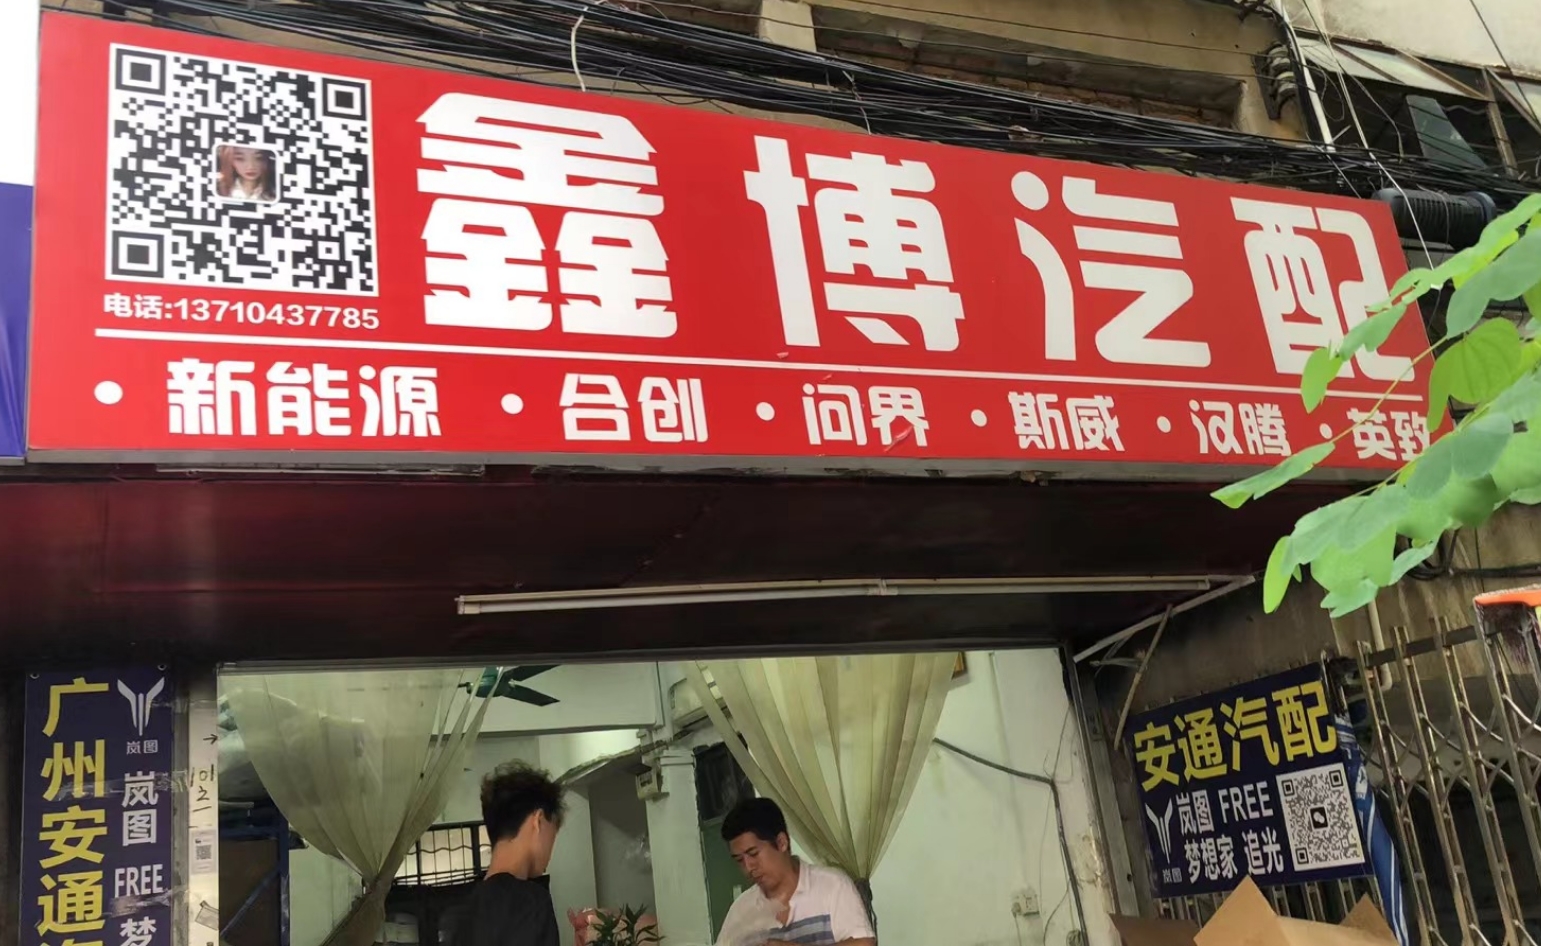 鑫博汽配
电话:13710437785
·新能源 ·合创 ·问界 ·斯威 ·汉腾 ·英致
广州安通
岚图
岚图 FREE 梦
安通汽配
岚图 FREE
梦想家 追光
岚图